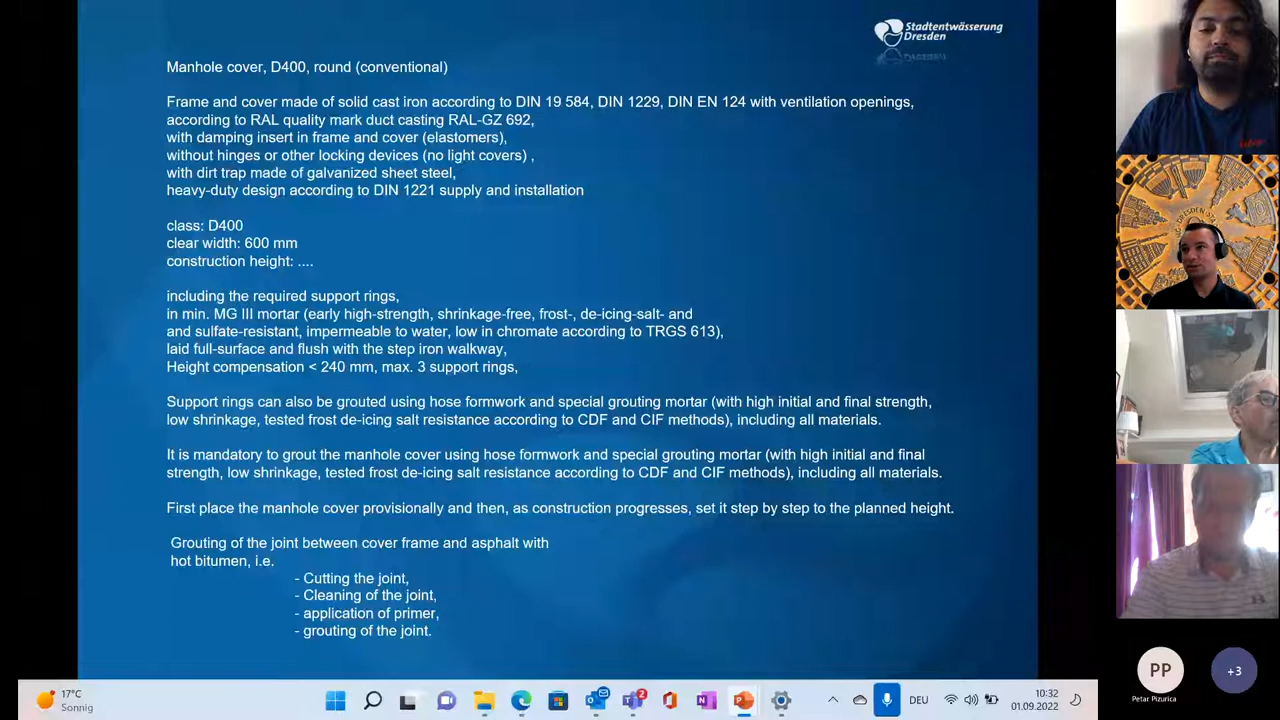 Stadtentwässerung
Dresden
Manhole cover, D400, round (conventional)
Frame and cover made of solid cast iron according to DIN 19 584, DIN 1229, DIN EN 124 with ventilation openings,
according to RAL quality mark duct casting RAL-GZ 692,
with damping insert in frame and cover (elastomers),
without hinges or other locking devices (no light covers) ,
with dirt trap made of galvanized sheet steel,
heavy-duty design according to DIN 1221 supply and installation
class: D400
clear width: 600 mm
construction height: ....
including the required support rings,
in min. MG III mortar (early high-strength, shrinkage-free, frost-, de-icing-salt- and
and sulfate-resistant, impermeable to water, low in chromate according to TRGS 613),
laid full-surface and flush with the step iron walkway,
Height compensation < 240 mm, max. 3 support rings,
Support rings can also be grouted using hose formwork and special grouting mortar (with high initial and final strength,
low shrinkage, tested frost de-icing salt resistance according to CDF and CIF methods), including all materials.
It is mandatory to grout the manhole cover using hose formwork and special grouting mortar (with high initial and final
strength, low shrinkage, tested frost de-icing salt resistance according to CDF and CIF methods), including all materials.
First place the manhole cover provisionally and then, as construction progresses, set it step by step to the planned height.
Grouting of the joint between cover frame and asphalt with
hot bitumen, i.e.
- Cutting the joint,
- Cleaning of the joint,
- application of primer,
- grouting of the joint.
PP
Petar Pizurica
+3
17°C
Sonnig
2
DEU
10:32
01.09.2022